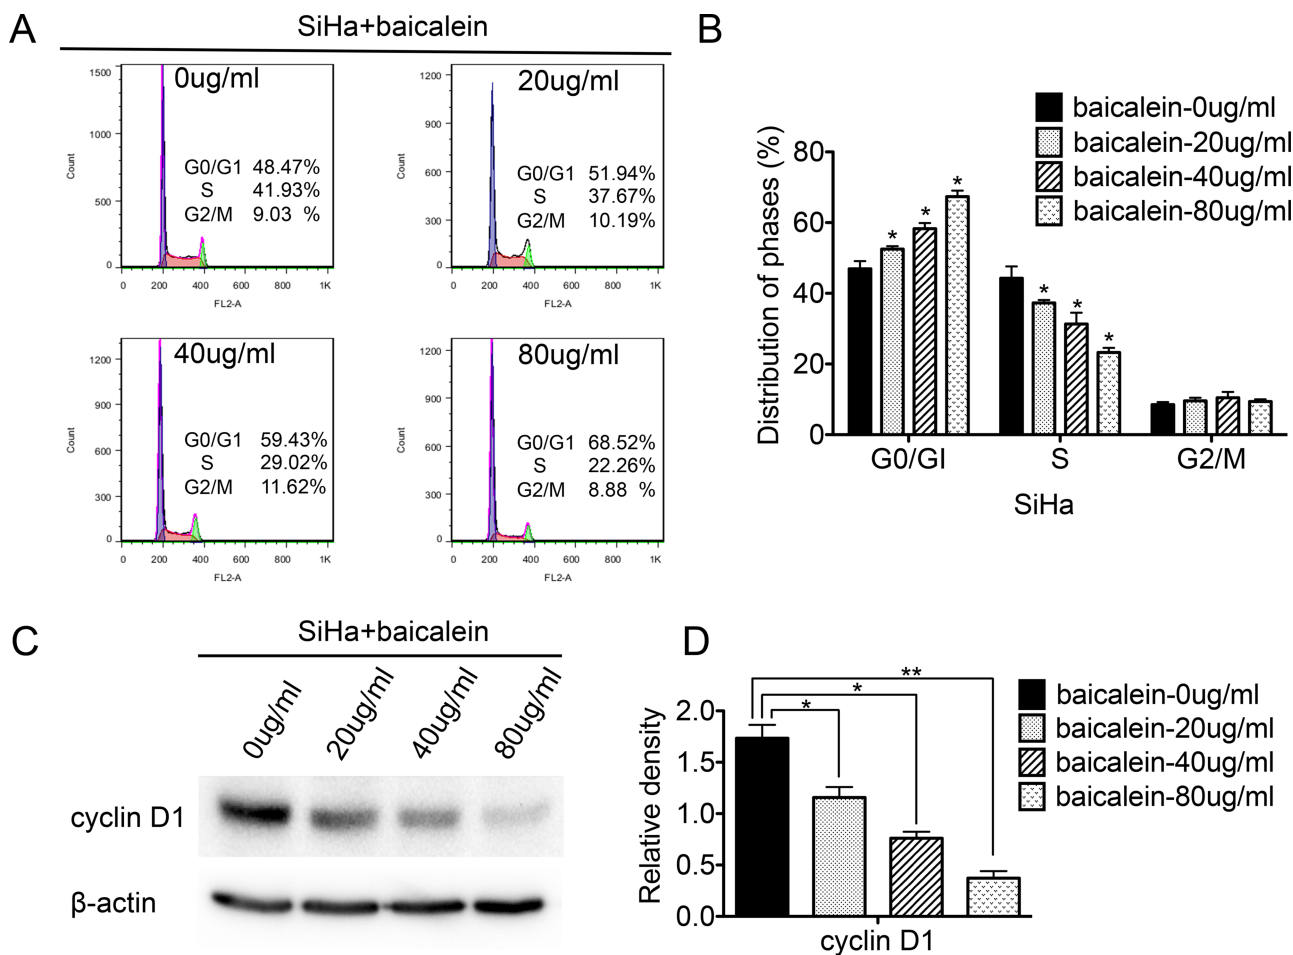 A
SiHa+baicalein
0ug/ml
1500
1000
500
0
Count
G0/G1 48.47%
S 41.93%
G2/M 9.03 %
0 200 400 600 800 1K
FL2-A
20ug/ml
1200
900
600
300
0
Count
G0/G1 51.94%
S 37.67%
G2/M 10.19%
0 200 400 600 800 1K
FL2-A
40ug/ml
1200
900
600
300
0
Count
G0/G1 59.43%
S 29.02%
G2/M 11.62%
0 200 400 600 800 1K
FL2-A
80ug/ml
1200
900
600
300
0
Count
G0/G1 68.52%
S 22.26%
G2/M 8.88 %
0 200 400 600 800 1K
FL2-A
B
baicalein-0ug/ml
baicalein-20ug/ml
baicalein-40ug/ml
baicalein-80ug/ml
Distribution of phases (%)
80
60
40
20
0
* * *
* * *
G0/GI S G2/M
SiHa
C
SiHa+baicalein
0ug/ml 20ug/ml 40ug/ml 80ug/ml
cyclin D1
β-actin
D
baicalein-0ug/ml
baicalein-20ug/ml
baicalein-40ug/ml
baicalein-80ug/ml
**
*
*
Relative density
2.0
1.5
1.0
0.5
0.0
cyclin D1